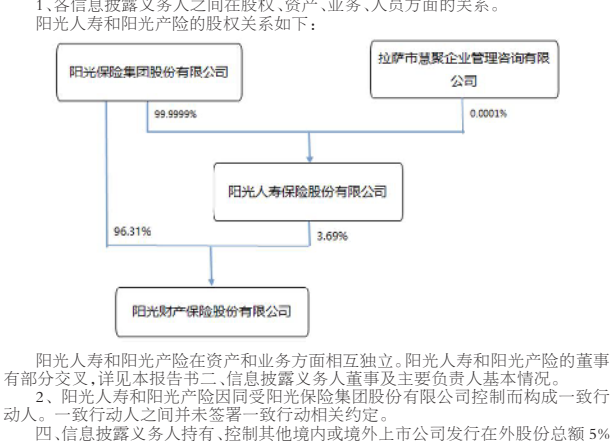 1、各信息披露义务人之间在股权、资产、业务、人员方面的关系。
阳光人寿和阳光产险的股权关系如下：
阳光保险集团股份有限公司
拉萨市慧聚企业管理咨询有限
公司
99.9999%
0.0001%
阳光人寿保险股份有限公司
96.31%
3.69%
阳光财产保险股份有限公司
阳光人寿和阳光产险在资产和业务方面相互独立。阳光人寿和阳光产险的董事
有部分交叉，详见本报告书二、信息披露义务人董事及主要负责人基本情况。
2、阳光人寿和阳光产险因同受阳光保险集团股份有限公司控制而构成一致行
动人。一致行动人之间并未签署一致行动相关约定。
四、信息披露义务人持有、控制其他境内或境外上市公司发行在外股份总额 5%